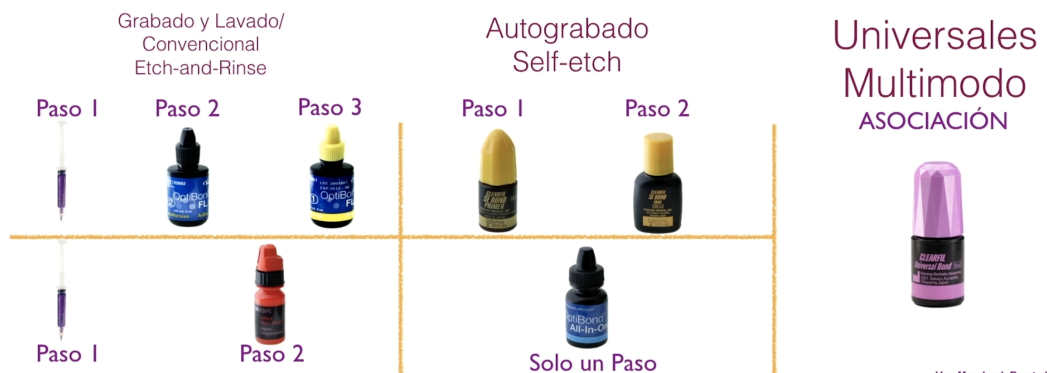 Grabado y Lavado/
Convencional
Etch-and-Rinse
Autograbado
Self-etch
Universales
Multimodo
ASOCIACIÓN
Paso 1
Paso 2
Paso 3
Paso 1
Paso 2
OptiBond
FL
OptiBond
FL
CLEARFIL
SE BOND
PRIMER
CLEARFIL
SE BOND
CLEARFIL
Universal Bond
OptiBond
All-In-One
Paso 1
Paso 2
Solo un Paso